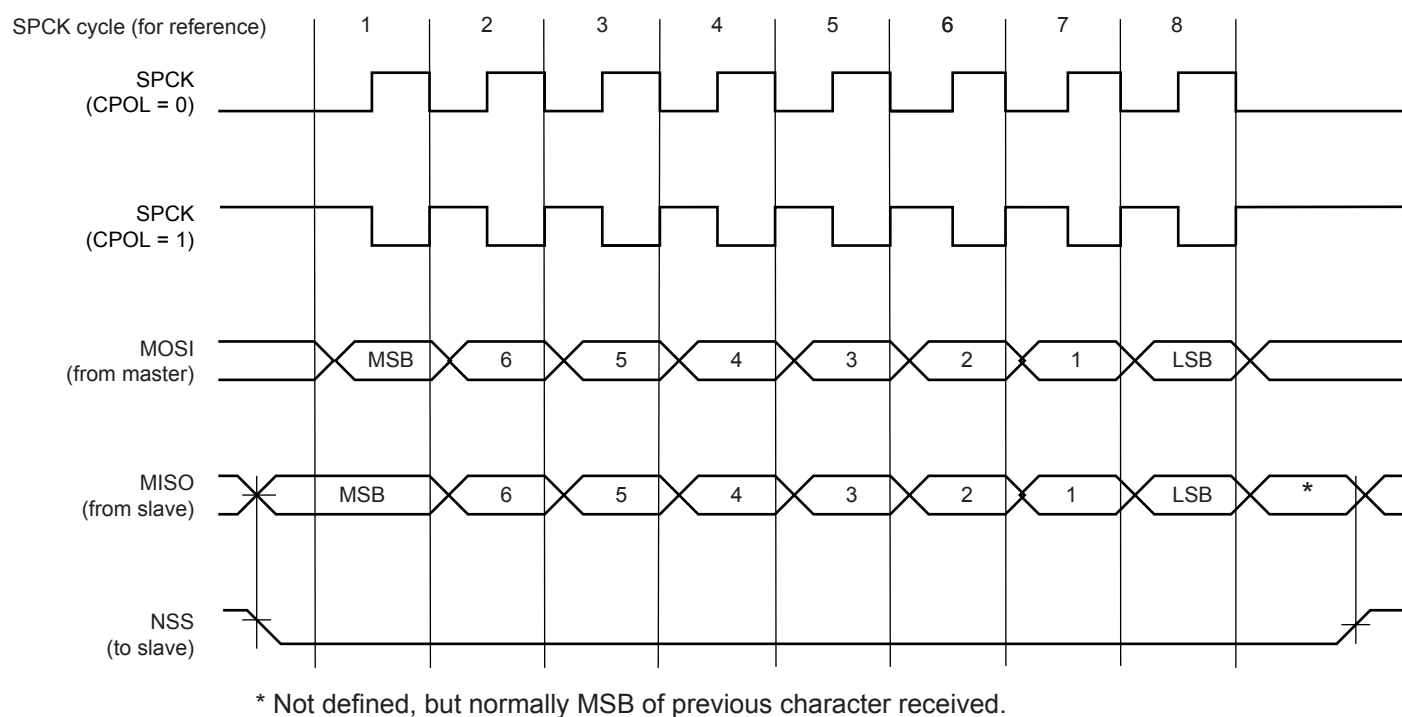 SPCK cycle (for reference) 1 2 3 4 5 6 7 8
SPCK
(CPOL = 0)
SPCK
(CPOL = 1)
MOSI
(from master)
MSB 6 5 4 3 2 1 LSB
MISO
(from slave)
MSB 6 5 4 3 2 1 LSB *
NSS
(to slave)
* Not defined, but normally MSB of previous character received.